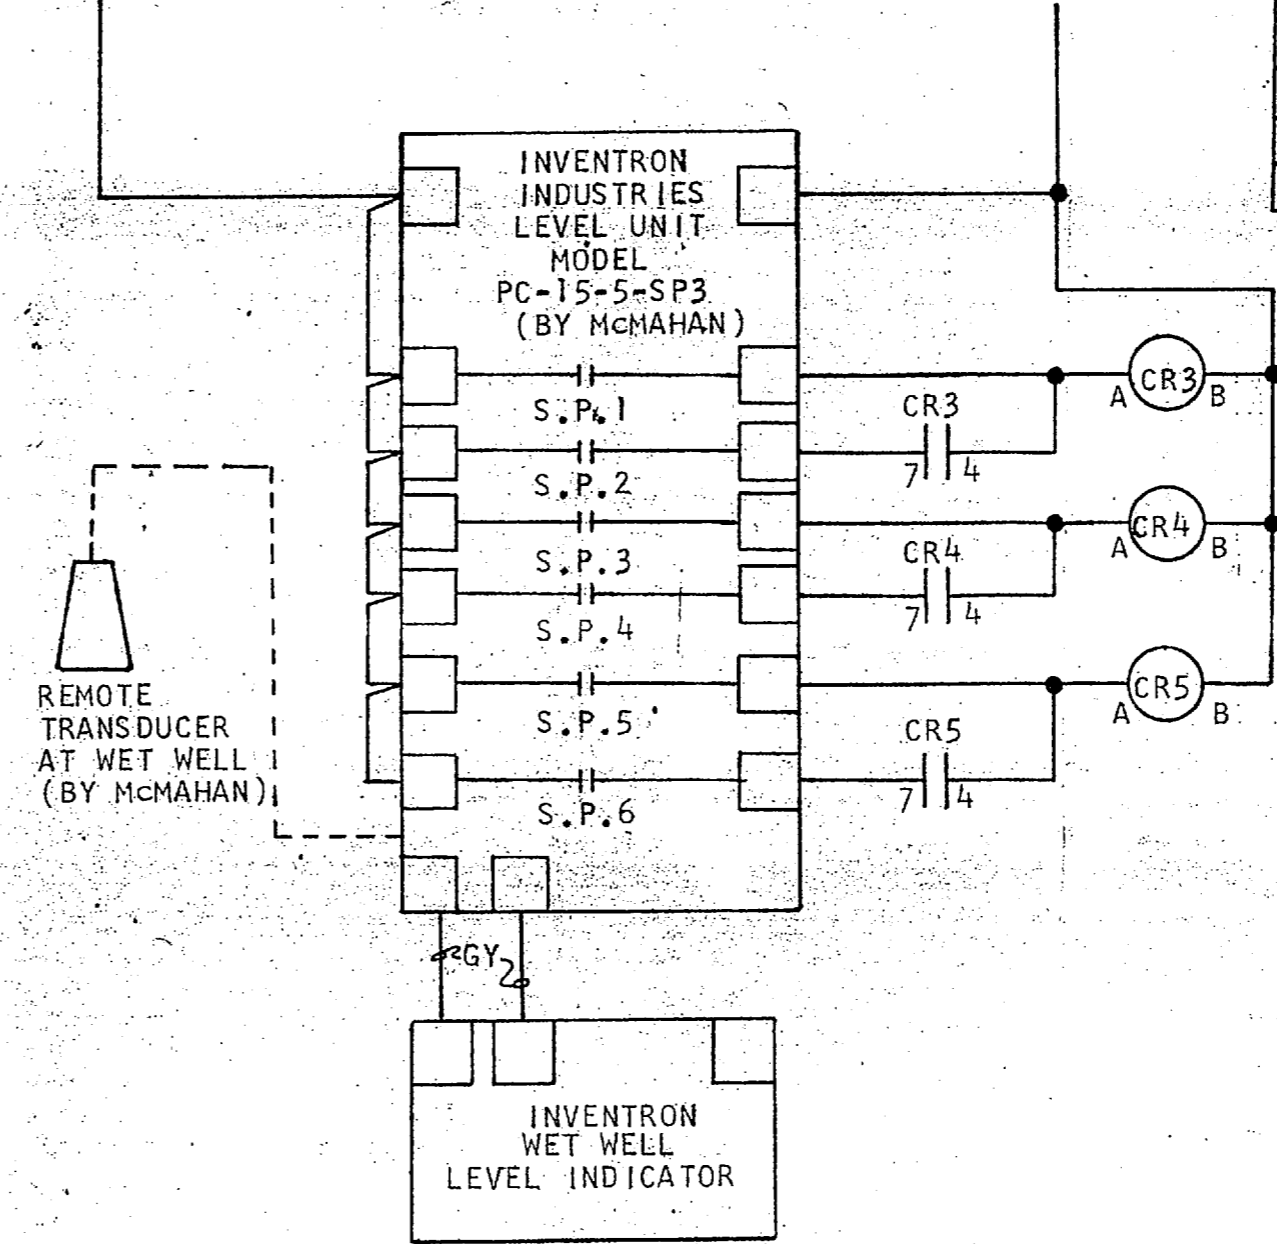 INVENTRON
INDUSTRIES
LEVEL UNIT
MODEL
PC-15-5-SP3
(BY McMAHAN)
S.P.1
S.P.2
S.P.3
S.P.4
S.P.5
S.P.6
CR3
7 4
A CR3 B
CR4
7 4
A CR4 B
CR5
7 4
A CR5 B
REMOTE
TRANSDUCER
AT WET WELL
(BY McMAHAN)
GY
INVENTRON
WET WELL
LEVEL INDICATOR